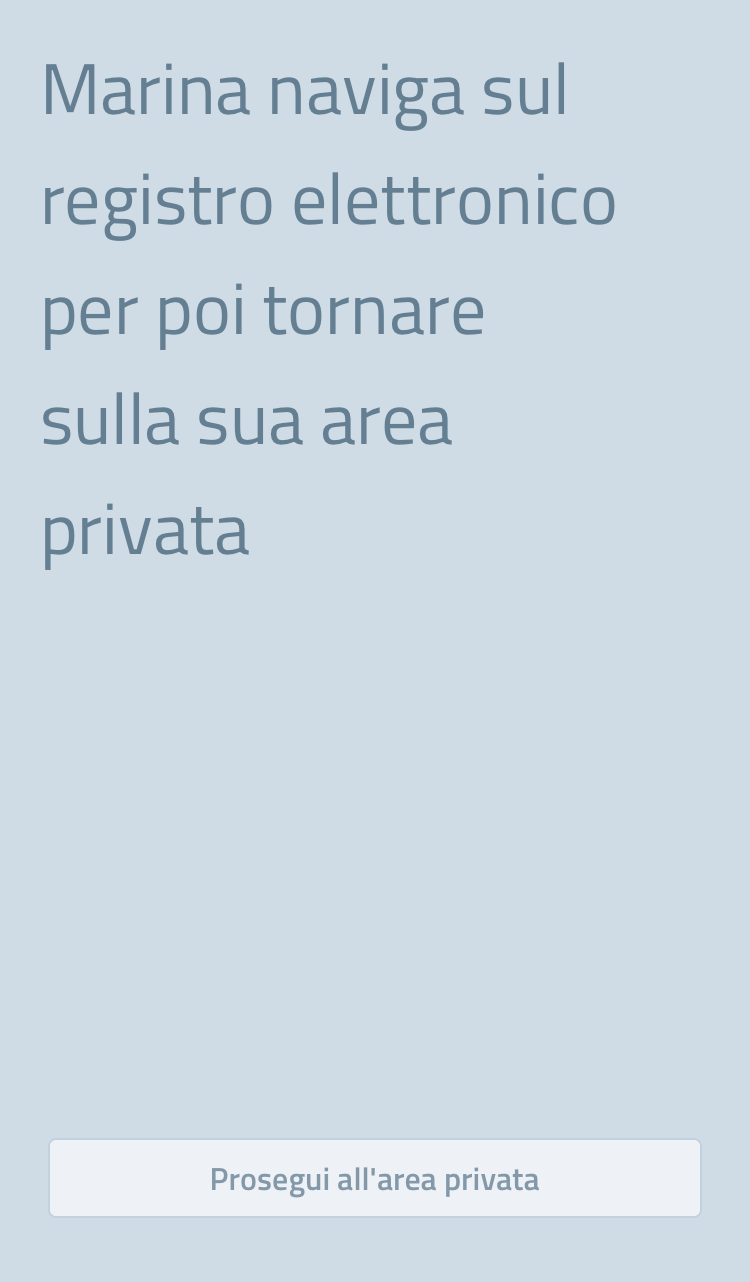 Marina naviga sul
registro elettronico
per poi tornare
sulla sua area
privata
Prosegui all'area privata